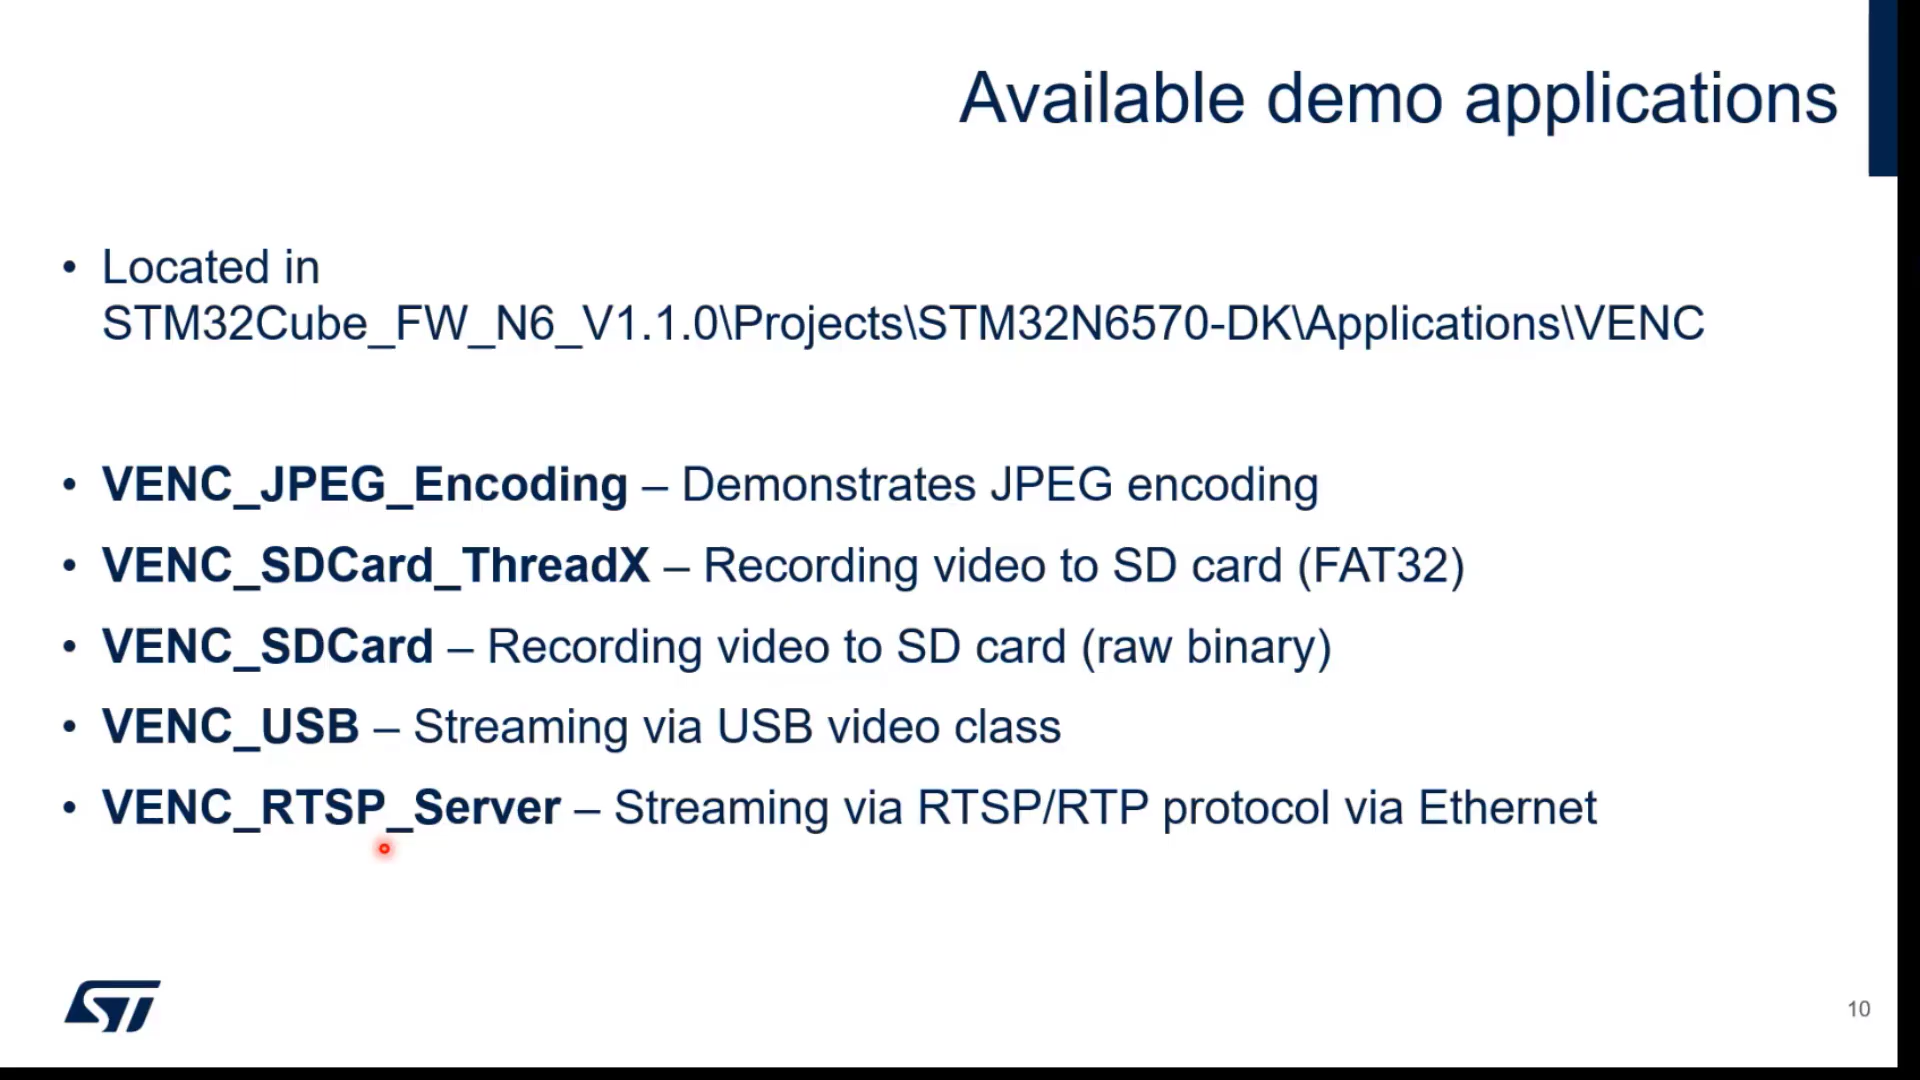 Available demo applications
• Located in
STM32Cube_FW_N6_V1.1.0\Projects\STM32N6570-DK\Applications\VENC
• VENC_JPEG_Encoding – Demonstrates JPEG encoding
• VENC_SDCard_ThreadX – Recording video to SD card (FAT32)
• VENC_SDCard – Recording video to SD card (raw binary)
• VENC_USB – Streaming via USB video class
• VENC_RTSP_Server – Streaming via RTSP/RTP protocol via Ethernet
ST
10